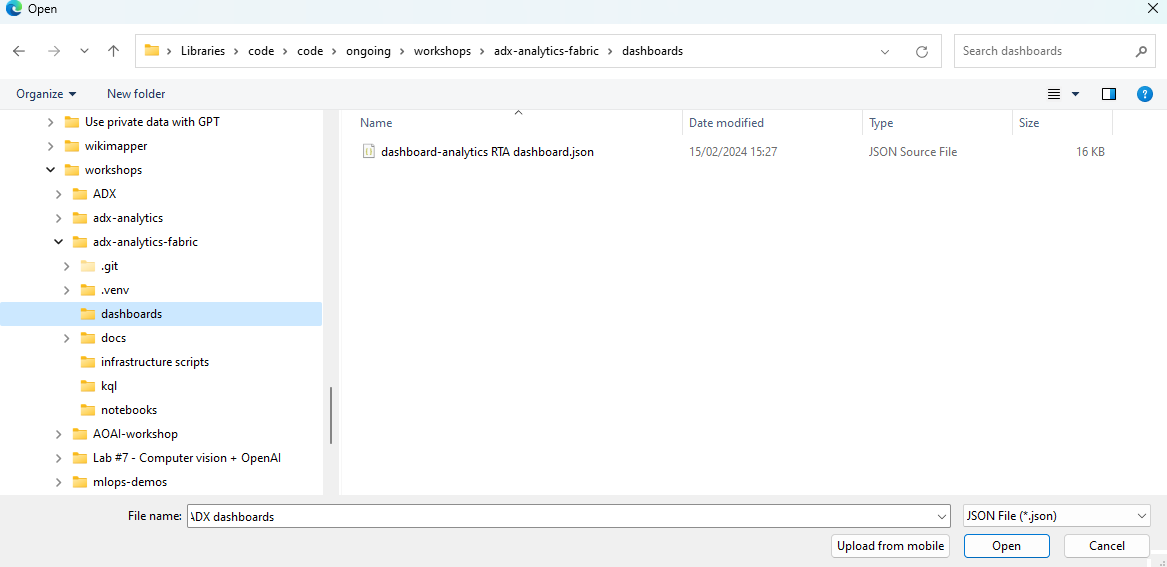 Open
Libraries > code > code > ongoing > workshops > adx-analytics-fabric > dashboards
Search dashboards
Organize New folder
Name Date modified Type Size
dashboard-analytics RTA dashboard.json 15/02/2024 15:27 JSON Source File 16 KB
Use private data with GPT
wikimapper
workshops
ADX
adx-analytics
adx-analytics-fabric
.git
.venv
dashboards
docs
infrastructure scripts
kql
notebooks
AOAI-workshop
Lab #7 - Computer vision + OpenAI
mlops-demos
File name: ADX dashboards JSON File (*.json)
Upload from mobile Open Cancel